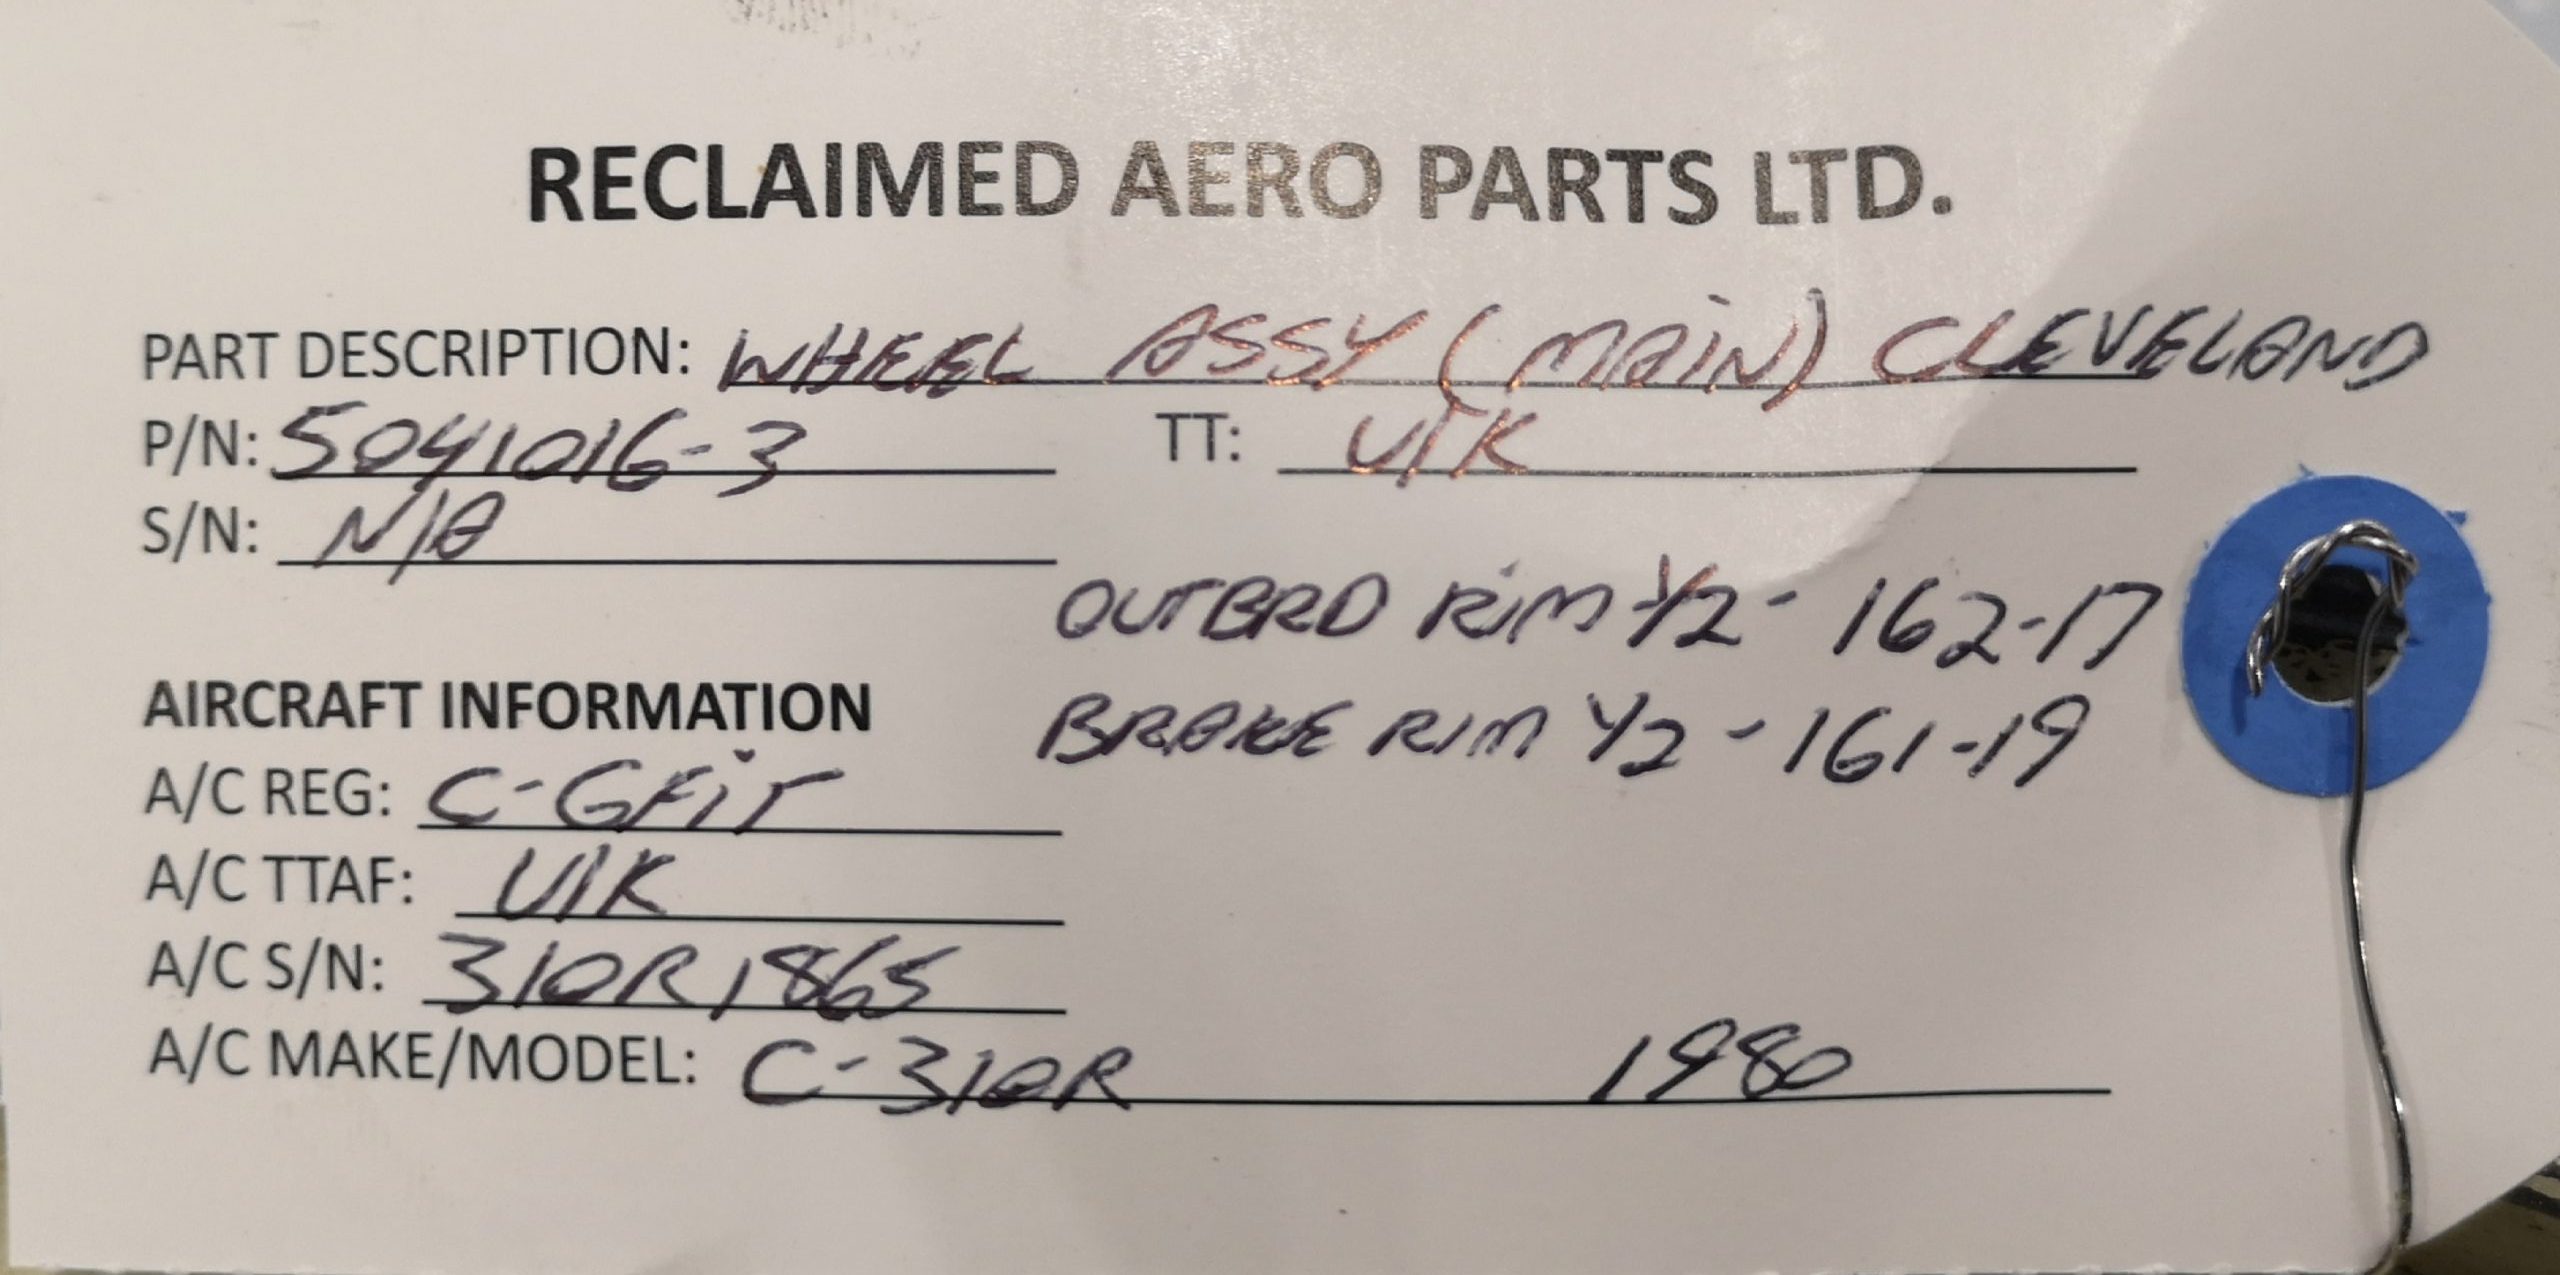 RECLAIMED AERO PARTS LTD.
PART DESCRIPTION: WHEEL ASSY (MAIN) CLEVELAND
P/N: 5041016-3 TT: U/K
S/N: N/A
OUTBRD RIM 1/2 - 162-17
BRAKE RIM 1/2 - 161-19
AIRCRAFT INFORMATION
A/C REG: C-GFIT
A/C TTAF: U/K
A/C S/N: 310R1865
A/C MAKE/MODEL: C-310R 1980